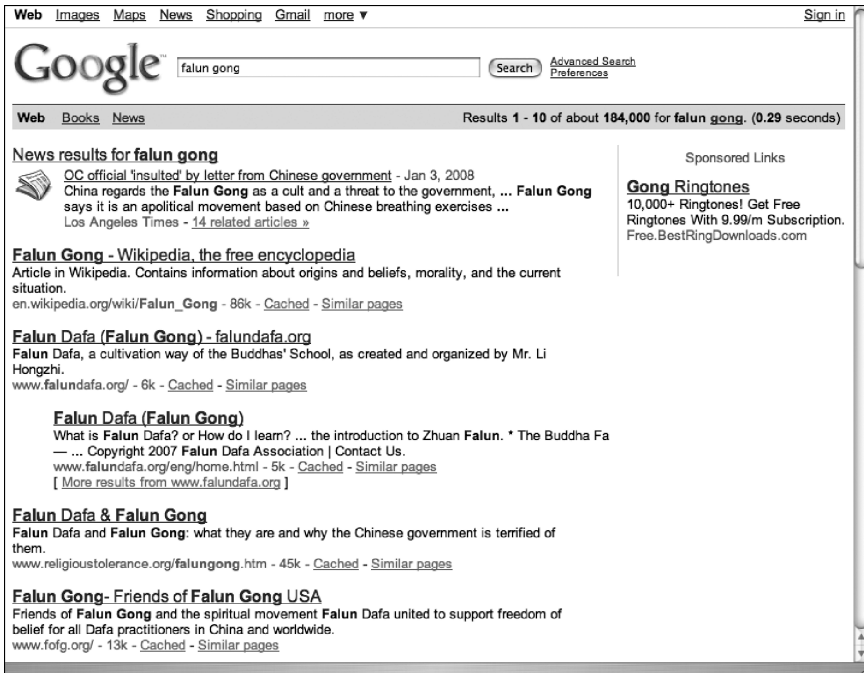 Web Images Maps News Shopping Gmail more ▼ Sign in
Google™ falun gong Search Advanced Search
Preferences
Web Books News Results 1 - 10 of about 184,000 for falun gong. (0.29 seconds)
News results for falun gong
OC official 'insulted' by letter from Chinese government - Jan 3, 2008
China regards the Falun Gong as a cult and a threat to the government, ... Falun Gong
says it is an apolitical movement based on Chinese breathing exercises ...
Los Angeles Times - 14 related articles »
Falun Gong - Wikipedia, the free encyclopedia
Article in Wikipedia. Contains information about origins and beliefs, morality, and the current
situation.
en.wikipedia.org/wiki/Falun_Gong - 86k - Cached - Similar pages
Falun Dafa (Falun Gong) - falundafa.org
Falun Dafa, a cultivation way of the Buddhas' School, as created and organized by Mr. Li
Hongzhi.
www.falundafa.org/ - 6k - Cached - Similar pages
Falun Dafa (Falun Gong)
What is Falun Dafa? or How do I learn? ... the introduction to Zhuan Falun. * The Buddha Fa
— ... Copyright 2007 Falun Dafa Association | Contact Us.
www.falundafa.org/eng/home.html - 5k - Cached - Similar pages
[ More results from www.falundafa.org ]
Falun Dafa & Falun Gong
Falun Dafa and Falun Gong: what they are and why the Chinese government is terrified of
them.
www.religioustolerance.org/falungong.htm - 45k - Cached - Similar pages
Falun Gong- Friends of Falun Gong USA
Friends of Falun Gong and the spiritual movement Falun Dafa united to support freedom of
belief for all Dafa practitioners in China and worldwide.
www.fofg.org/ - 13k - Cached - Similar pages
Sponsored Links
Gong Ringtones
10,000+ Ringtones! Get Free
Ringtones With 9.99/m Subscription.
Free.BestRingDownloads.com